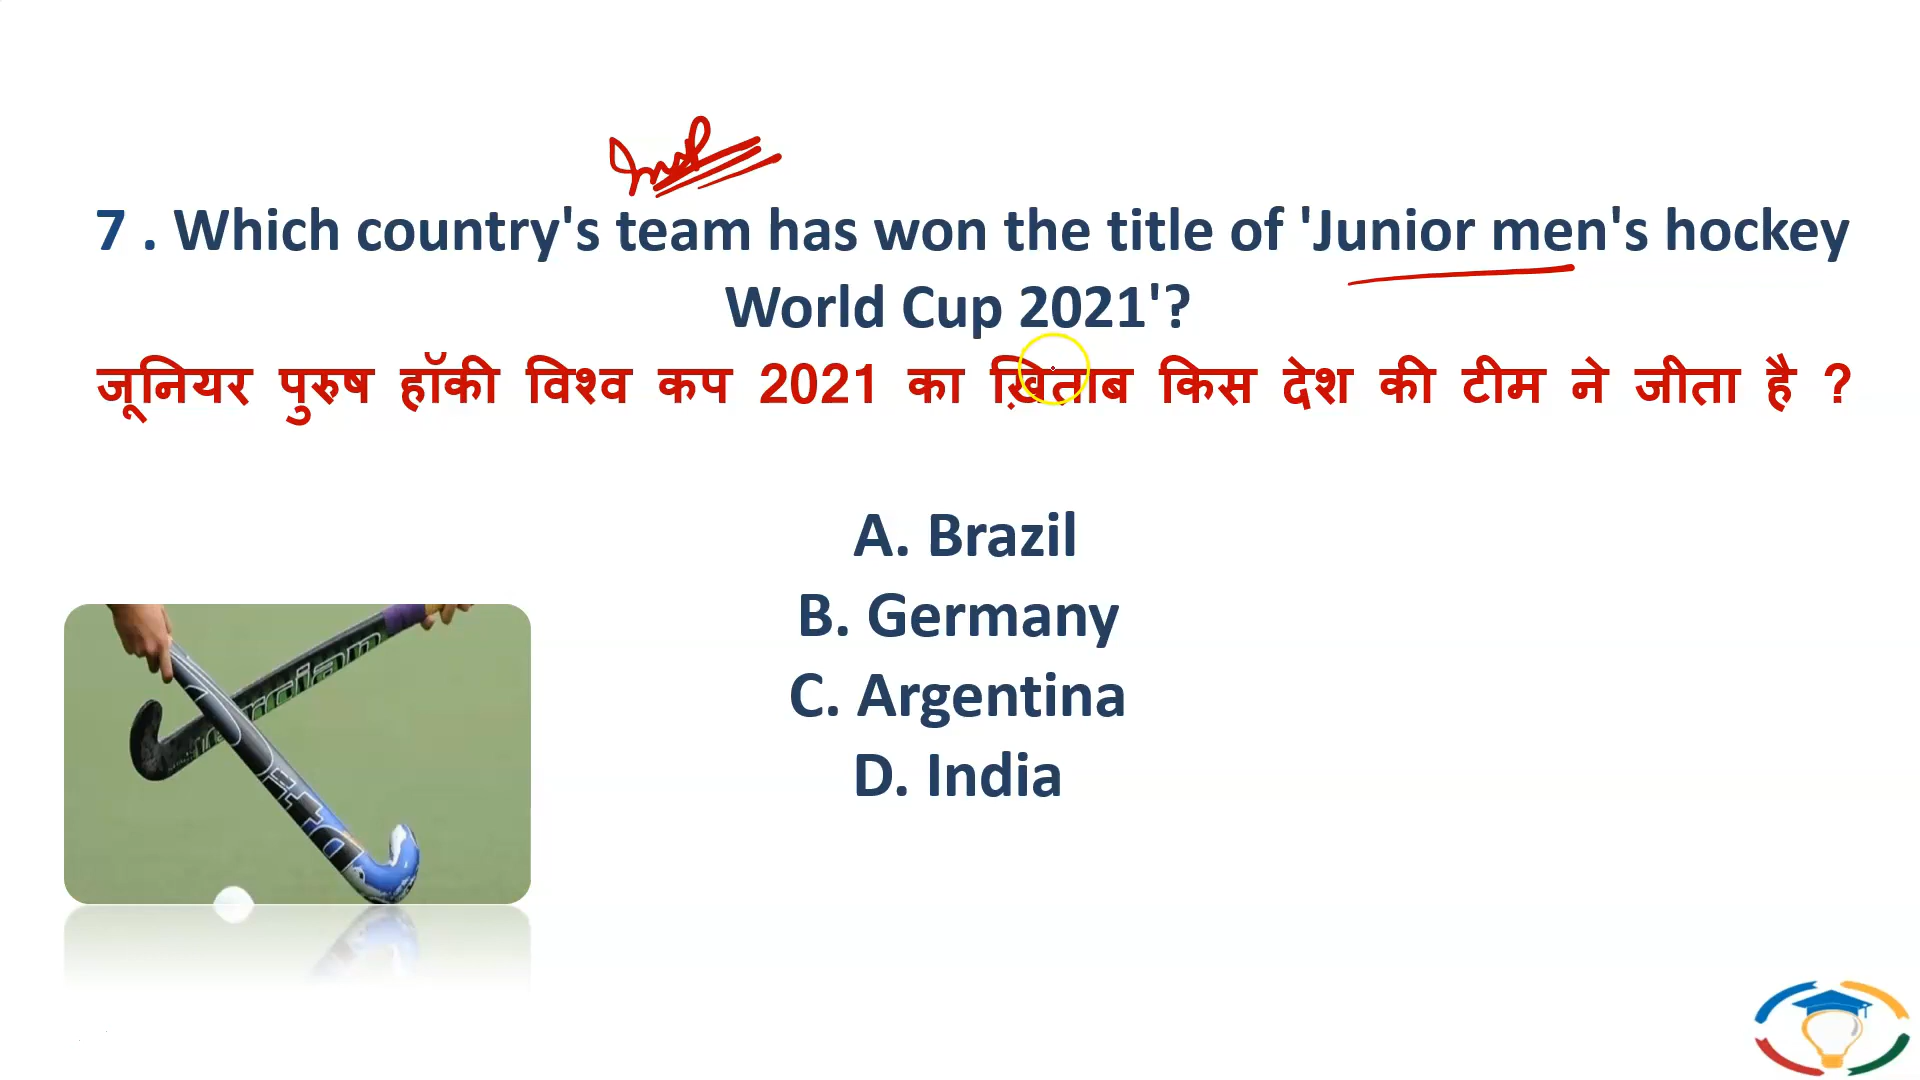 Imp
7 . Which country's team has won the title of 'Junior men's hockey
World Cup 2021'?
जूनियर पुरुष हॉकी विश्व कप 2021 का ख़िताब किस देश की टीम ने जीता है ?
A. Brazil
B. Germany
C. Argentina
D. India